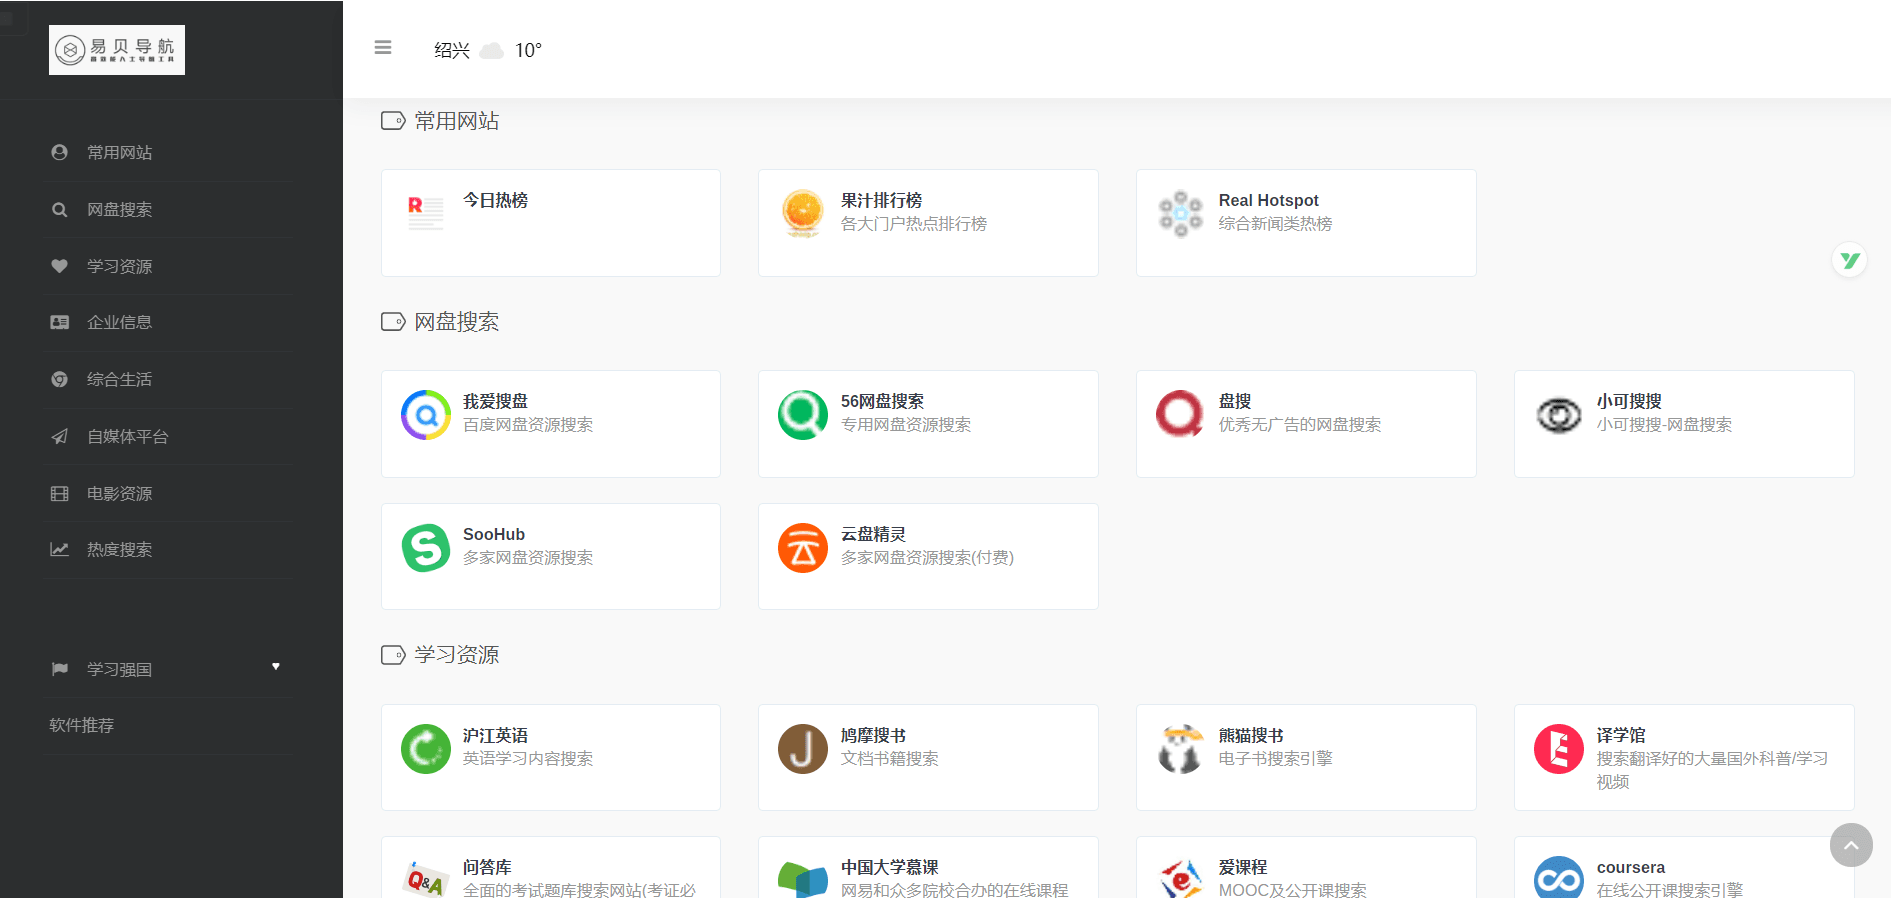 易贝导航
绍兴 10°
常用网站
网盘搜索
学习资源
企业信息
综合生活
自媒体平台
电影资源
热度搜索
学习强国
软件推荐
常用网站
今日热榜
果汁排行榜
各大门户热点排行榜
Real Hotspot
综合新闻类热榜
网盘搜索
我爱搜盘
百度网盘资源搜索
56网盘搜索
专用网盘资源搜索
盘搜
优秀无广告的网盘搜索
小可搜搜
小可搜搜-网盘搜索
SooHub
多家网盘资源搜索
云盘精灵
多家网盘资源搜索(付费)
学习资源
沪江英语
英语学习内容搜索
鸠摩搜书
文档书籍搜索
熊猫搜书
电子书搜索引擎
译学馆
搜索翻译好的大量国外科普/学习
视频
Q&A
问答库
全面的考试题库搜索网站(考证必
中国大学慕课
网易和众多院校合办的在线课程
爱课程
MOOC及公开课搜索
coursera
在线公开课搜索引擎